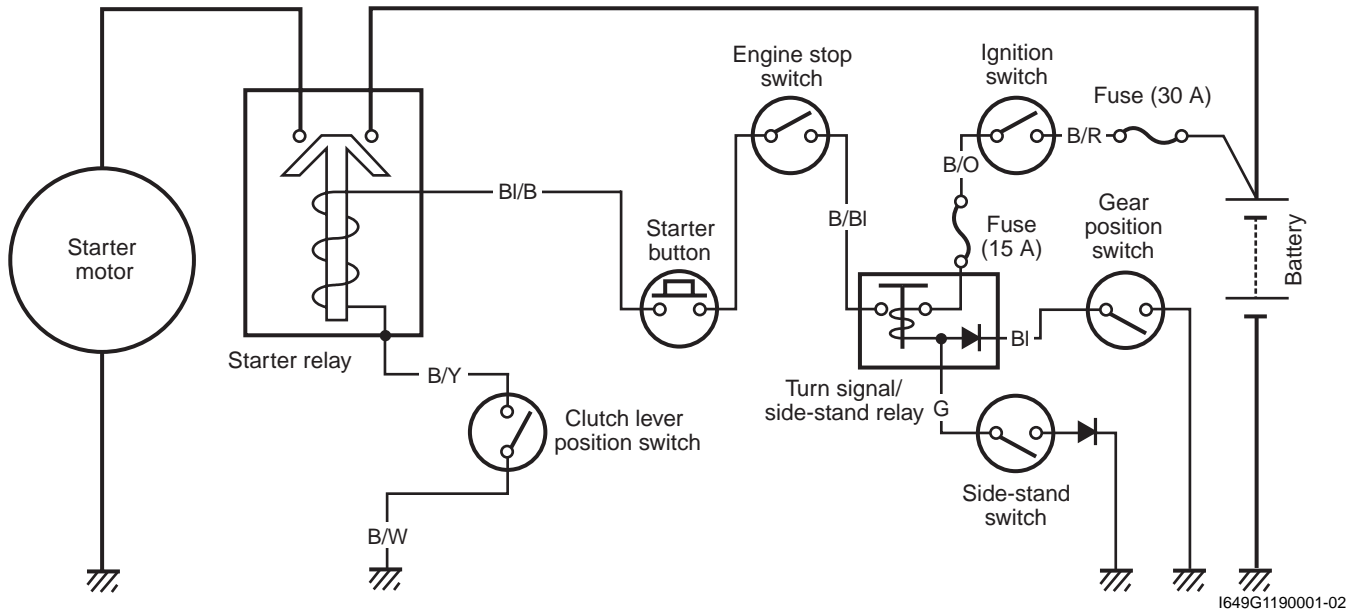 Engine stop
switch
Ignition
switch
Fuse (30 A)
B/R
B/O
Bl/B
B/Bl
Starter
button
Fuse
(15 A)
Gear
position
switch
Battery
Starter
motor
Starter relay
Bl
B/Y
Turn signal/
side-stand relay
G
Clutch lever
position switch
Side-stand
switch
B/W
I649G1190001-02